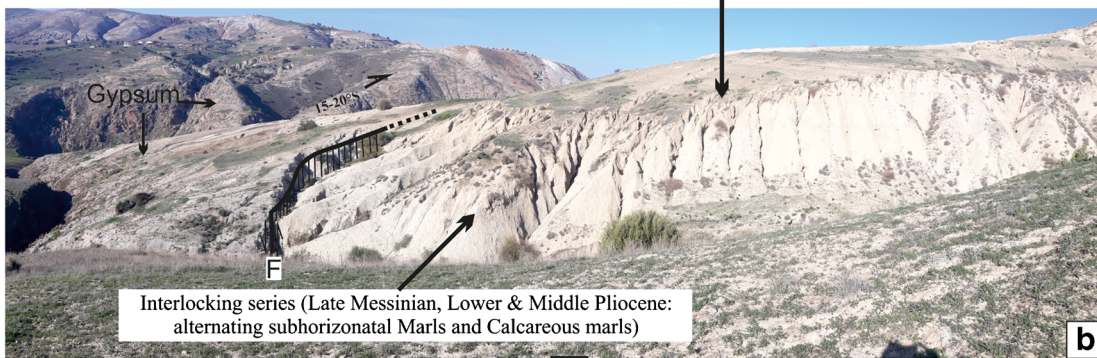 Gypsum
15-20°S
F
Interlocking series (Late Messinian, Lower & Middle Pliocene:
alternating subhorizonatal Marls and Calcareous marls)
b